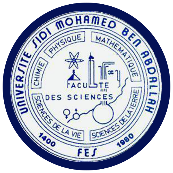 UNIVERSITE SIDI MOHAMED BEN ABDALLAH
CHIMIE
PHYSIQUE
MATHEMATIQUE
FACULTE
DES SCIENCES
SCIENCES DE LA VIE
SCIENCES DE LA TERRE
1400
1980
FES